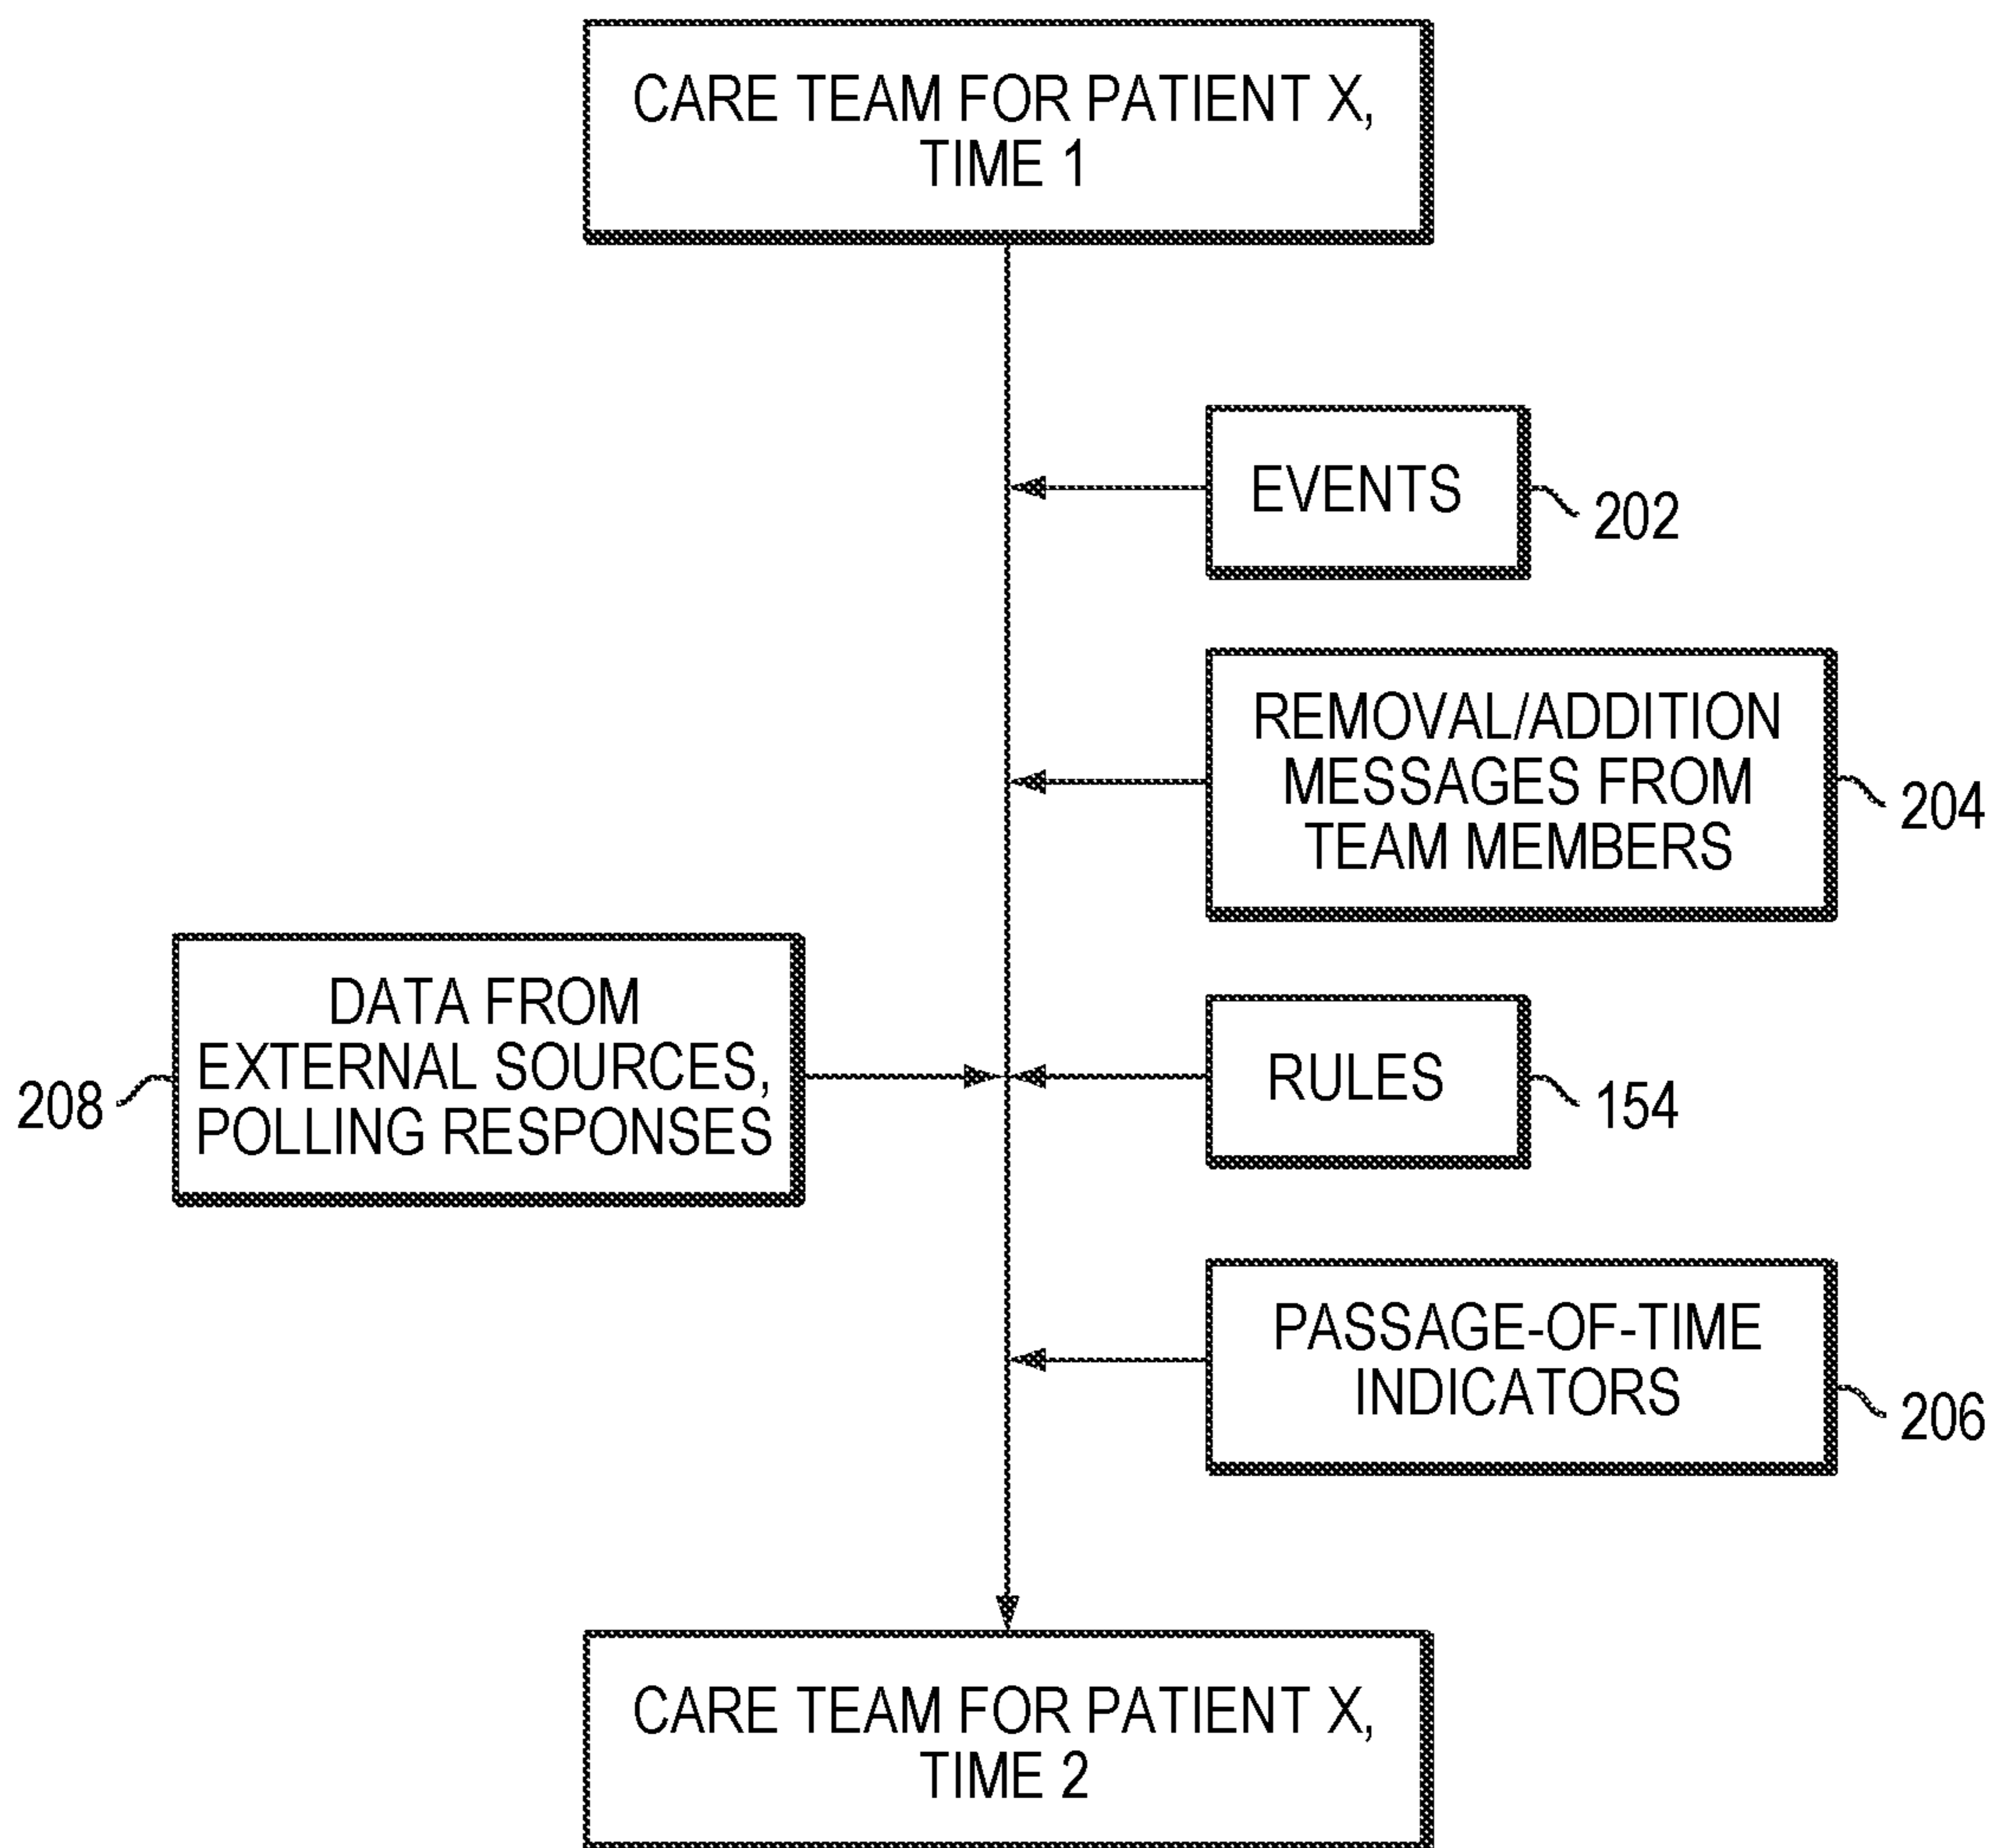 CARE TEAM FOR PATIENT X,
TIME 1
EVENTS
202
REMOVAL/ADDITION
MESSAGES FROM
TEAM MEMBERS
204
DATA FROM
EXTERNAL SOURCES,
POLLING RESPONSES
208
RULES
154
PASSAGE-OF-TIME
INDICATORS
206
CARE TEAM FOR PATIENT X,
TIME 2